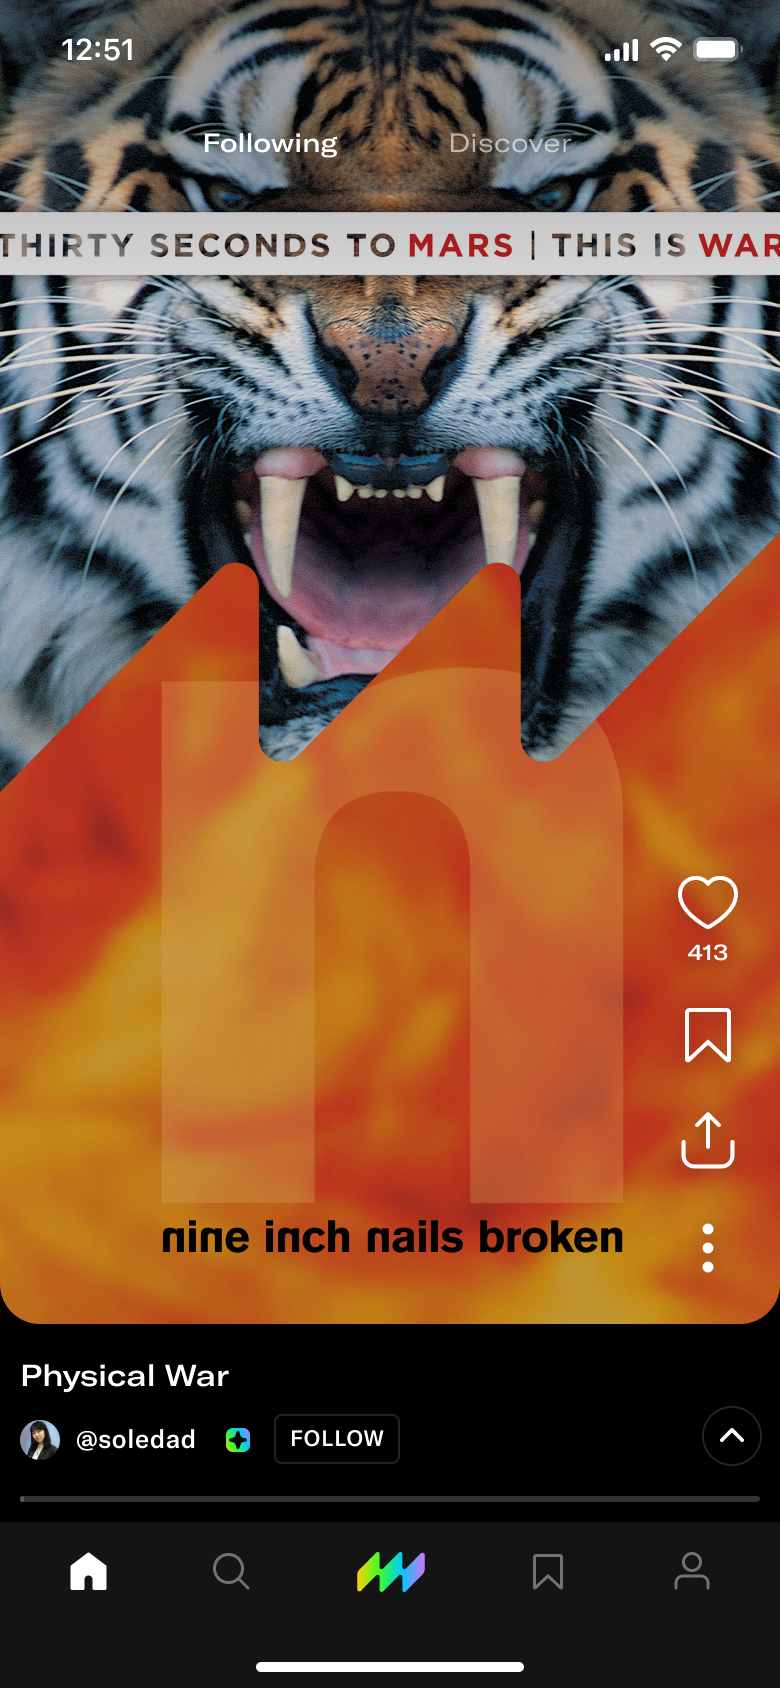 12:51
Following Discover
THIRTY SECONDS TO MARS | THIS IS WAR
413
n
nine inch nails broken
Physical War
@soledad FOLLOW